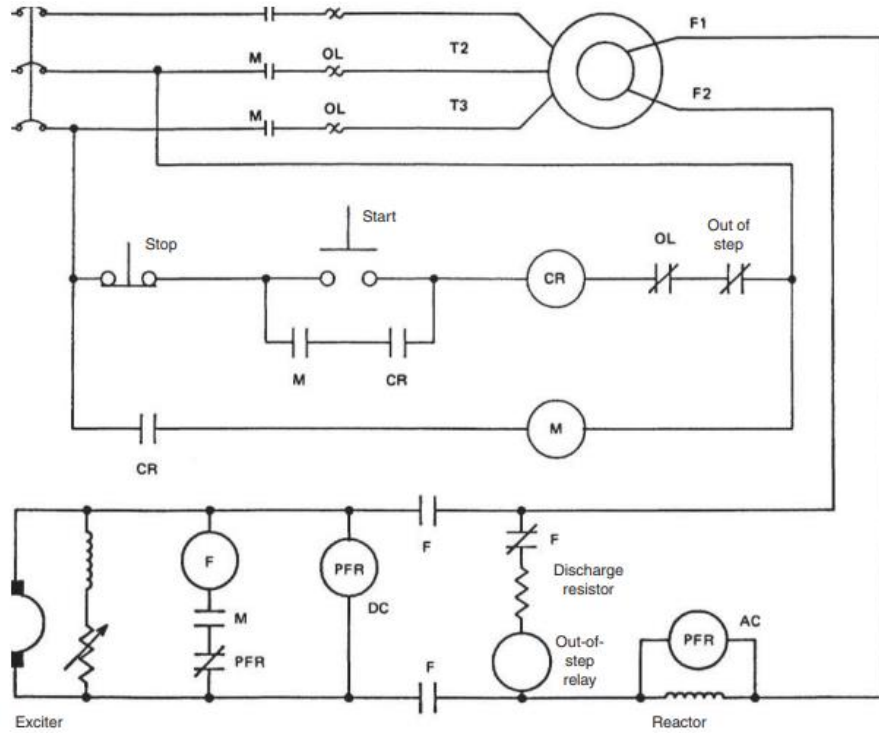 F1
M OL T2
F2
M OL T3
Stop
Start
OL
Out of
step
CR
M CR
M
CR
F
F
F
Discharge
resistor
PFR
DC
M
PFR
AC
PFR
F
Out-of-
step
relay
Exciter
Reactor